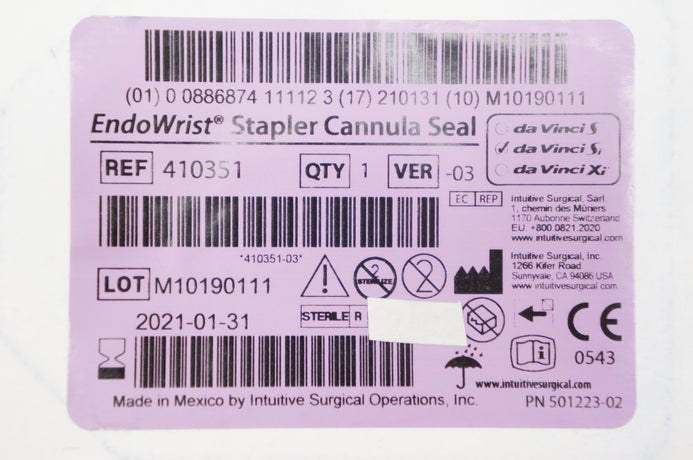 (01) 0 0886874 11112 3 (17) 210131 (10) M10190111
EndoWrist® Stapler Cannula Seal
da Vinci S
da Vinci Si
da Vinci Xi
REF 410351 QTY 1 VER -03
EC REP
Intuitive Surgical, Sarl.
1, chemin des Mûriers
1170 Aubonne Switzerland
EU. +800.0821.2020
www.intuitivesurgical.com
*410351-03*
Intuitive Surgical, Inc.
1266 Kifer Road
Sunnyvale, CA 94086 USA
www.intuitivesurgical.com
LOT M10190111
2
STERILIZE
2
2021-01-31
STERILE R
0543
www.intuitivesurgical.com
Made in Mexico by Intuitive Surgical Operations, Inc.
PN 501223-02